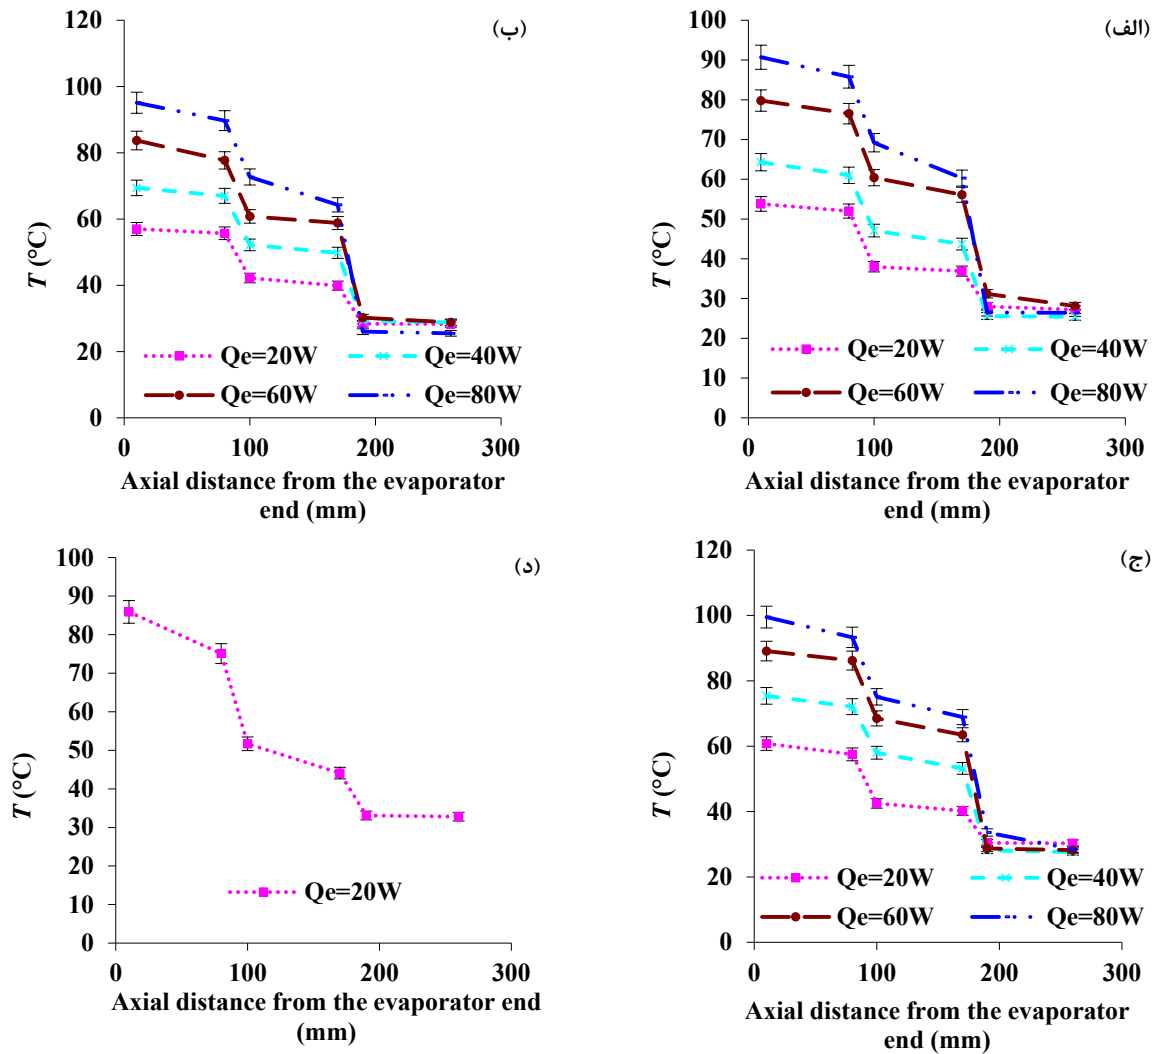 (الف)
100
90
80
70
60
50
40
30
20
10
0
T (°C)
Qe=20W Qe=40W
Qe=60W Qe=80W
0 100 200 300
Axial distance from the evaporator
end (mm)
(ب)
120
100
80
60
40
20
0
T (°C)
Qe=20W Qe=40W
Qe=60W Qe=80W
0 100 200 300
Axial distance from the evaporator
end (mm)
(ج)
120
100
80
60
40
20
0
T (°C)
Qe=20W Qe=40W
Qe=60W Qe=80W
0 100 200 300
Axial distance from the evaporator
end (mm)
(د)
100
90
80
70
60
50
40
30
20
10
0
T (°C)
Qe=20W
0 100 200 300
Axial distance from the evaporator end
(mm)